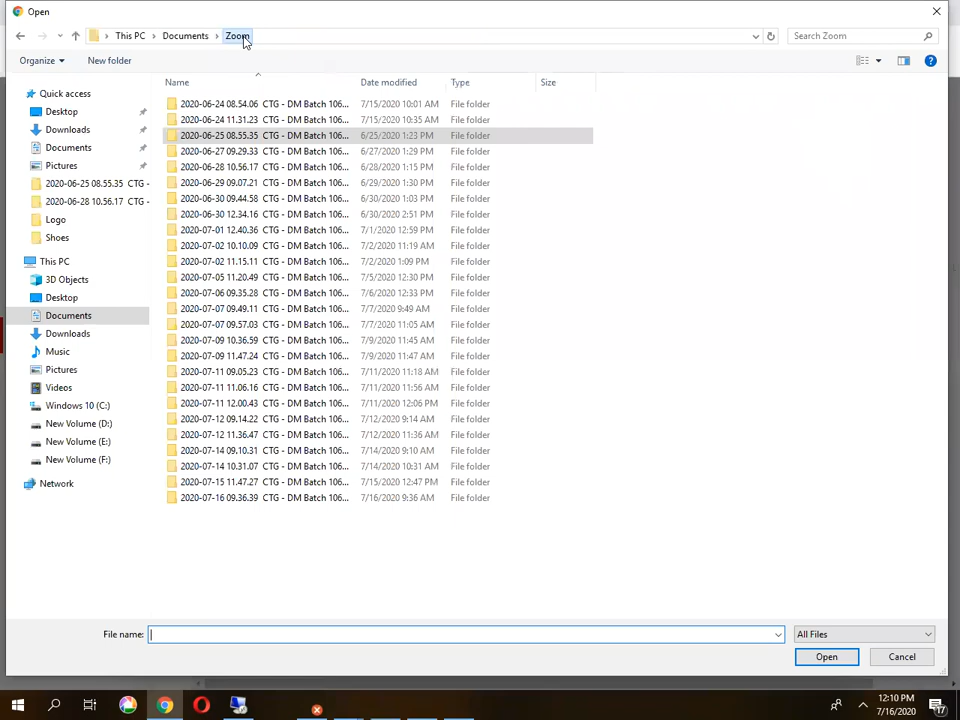 Open
This PC > Documents > Zoom
Search Zoom
Organize
New folder
Name
Date modified
Type
Size
Quick access
Desktop
Downloads
Documents
Pictures
2020-06-25 08.55.35 CTG -
2020-06-28 10.56.17 CTG -
Logo
Shoes
This PC
3D Objects
Desktop
Documents
Downloads
Music
Pictures
Videos
Windows 10 (C:)
New Volume (D:)
New Volume (E:)
New Volume (F:)
Network
2020-06-24 08.54.06 CTG - DM Batch 106... 7/15/2020 10:01 AM File folder
2020-06-24 11.31.23 CTG - DM Batch 106... 7/15/2020 10:35 AM File folder
2020-06-25 08.55.35 CTG - DM Batch 106... 6/25/2020 1:23 PM File folder
2020-06-27 09.29.33 CTG - DM Batch 106... 6/27/2020 1:29 PM File folder
2020-06-28 10.56.17 CTG - DM Batch 106... 6/28/2020 1:15 PM File folder
2020-06-29 09.07.21 CTG - DM Batch 106... 6/29/2020 1:30 PM File folder
2020-06-30 09.44.58 CTG - DM Batch 106... 6/30/2020 1:03 PM File folder
2020-06-30 12.34.16 CTG - DM Batch 106... 6/30/2020 2:51 PM File folder
2020-07-01 12.40.36 CTG - DM Batch 106... 7/1/2020 12:59 PM File folder
2020-07-02 10.10.09 CTG - DM Batch 106... 7/2/2020 11:19 AM File folder
2020-07-02 11.15.11 CTG - DM Batch 106... 7/2/2020 1:09 PM File folder
2020-07-05 11.20.49 CTG - DM Batch 106... 7/5/2020 12:30 PM File folder
2020-07-06 09.35.28 CTG - DM Batch 106... 7/6/2020 12:33 PM File folder
2020-07-07 09.49.11 CTG - DM Batch 106... 7/7/2020 9:49 AM File folder
2020-07-07 09.57.03 CTG - DM Batch 106... 7/7/2020 11:05 AM File folder
2020-07-09 10.36.59 CTG - DM Batch 106... 7/9/2020 11:45 AM File folder
2020-07-09 11.47.24 CTG - DM Batch 106... 7/9/2020 11:47 AM File folder
2020-07-11 09.05.23 CTG - DM Batch 106... 7/11/2020 11:18 AM File folder
2020-07-11 11.06.16 CTG - DM Batch 106... 7/11/2020 11:56 AM File folder
2020-07-11 12.00.43 CTG - DM Batch 106... 7/11/2020 12:06 PM File folder
2020-07-12 09.14.22 CTG - DM Batch 106... 7/12/2020 9:14 AM File folder
2020-07-12 11.36.47 CTG - DM Batch 106... 7/12/2020 11:36 AM File folder
2020-07-14 09.10.31 CTG - DM Batch 106... 7/14/2020 9:10 AM File folder
2020-07-14 10.31.07 CTG - DM Batch 106... 7/14/2020 10:31 AM File folder
2020-07-15 11.47.27 CTG - DM Batch 106... 7/15/2020 12:47 PM File folder
2020-07-16 09.36.39 CTG - DM Batch 106... 7/16/2020 9:36 AM File folder
File name:
All Files
Open
Cancel
12:10 PM
7/16/2020
17